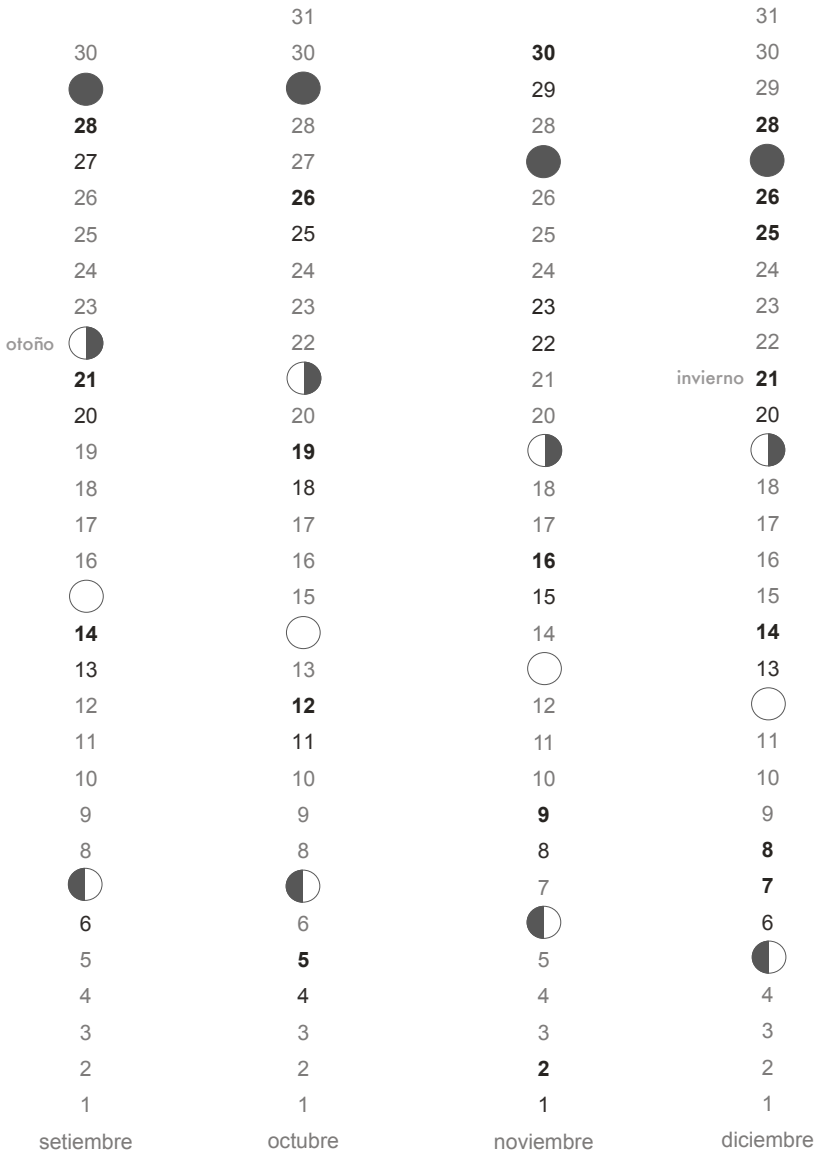 31 31
30 30 30 30
29 29
28 28 28 28
27 27
26 26 26 26
25 25 25 25
24 24 24 24
23 23 23 23
otoño 22 22 22
21 21 invierno 21
20 20 20 20
19 19
18 18 18 18
17 17 17 17
16 16 16 16
15 15 15
14 14 14
13 13 13
12 12 12
11 11 11 11
10 10 10 10
9 9 9 9
8 8 8 8
7 7
6 6 6
5 5 5
4 4 4 4
3 3 3 3
2 2 2 2
1 1 1 1
setiembre octubre noviembre diciembre